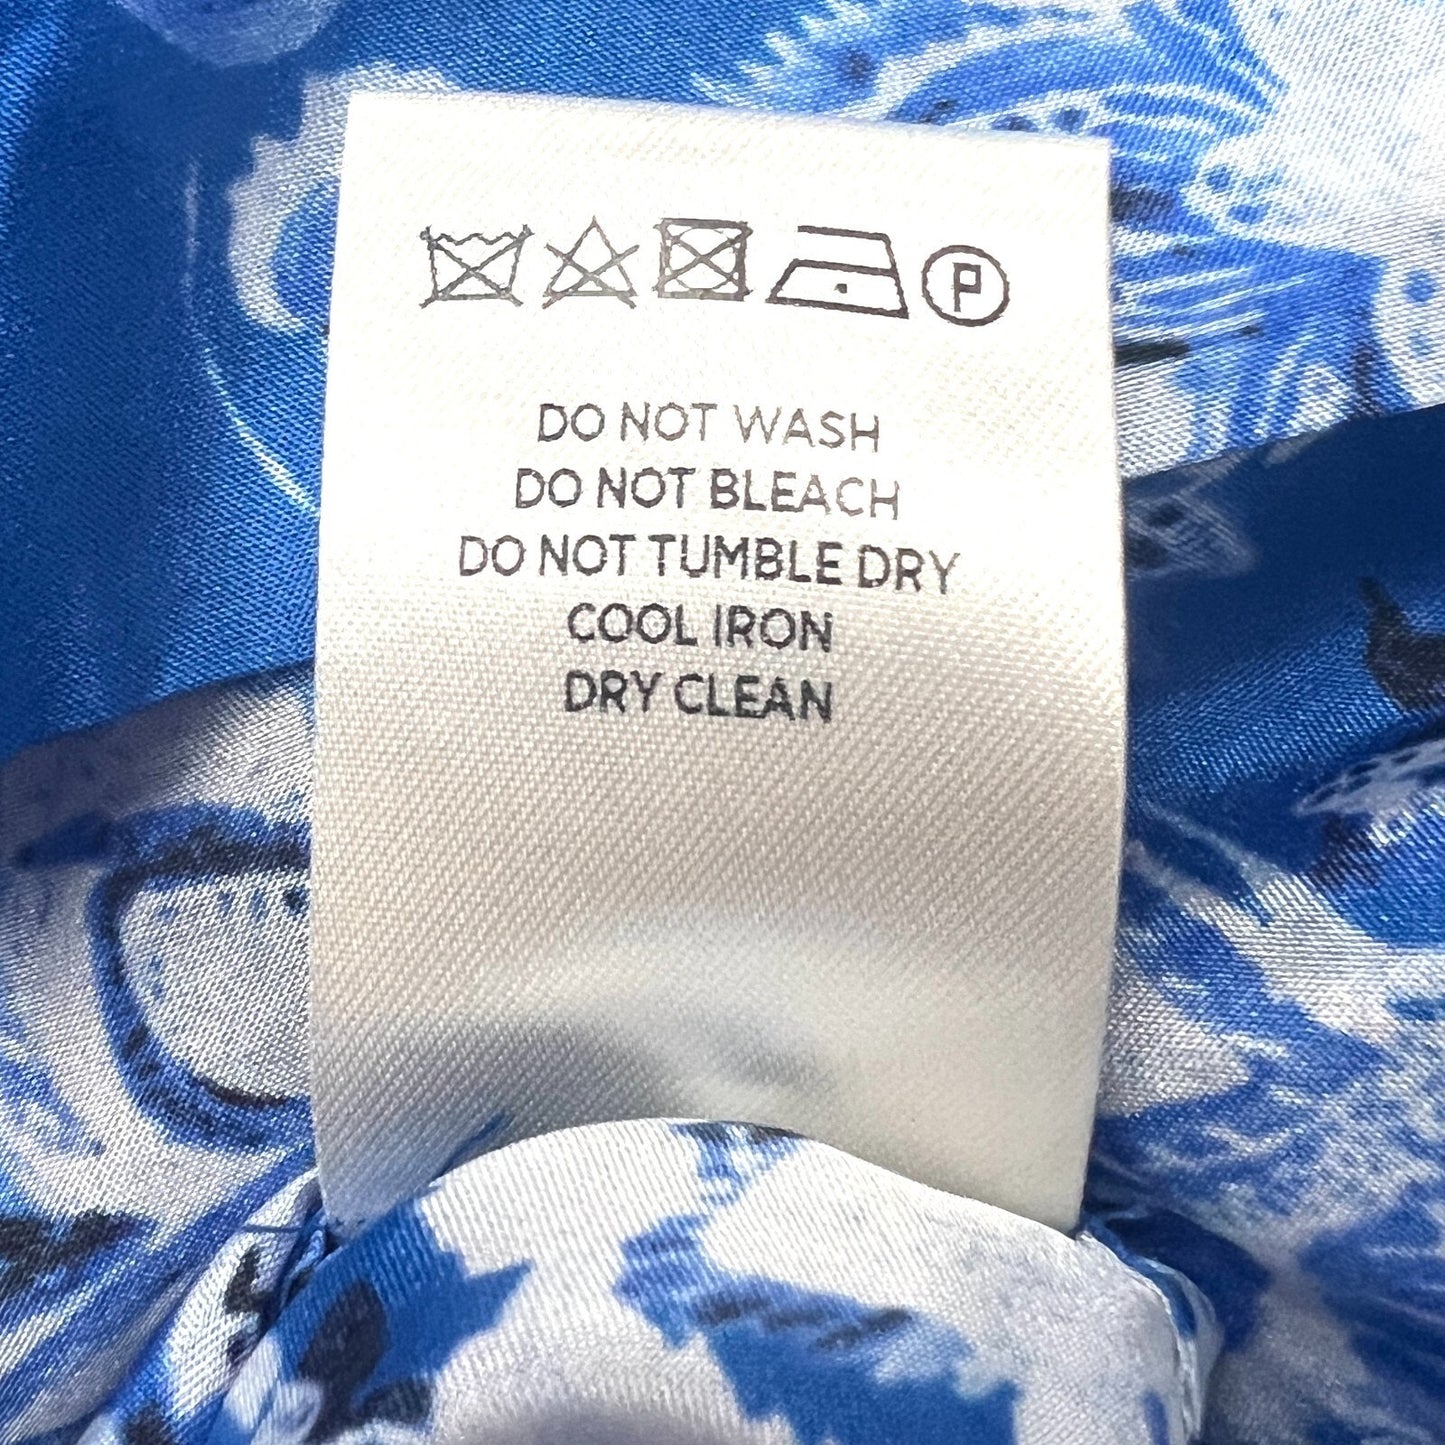 P
DO NOT WASH
DO NOT BLEACH
DO NOT TUMBLE DRY
COOL IRON
DRY CLEAN